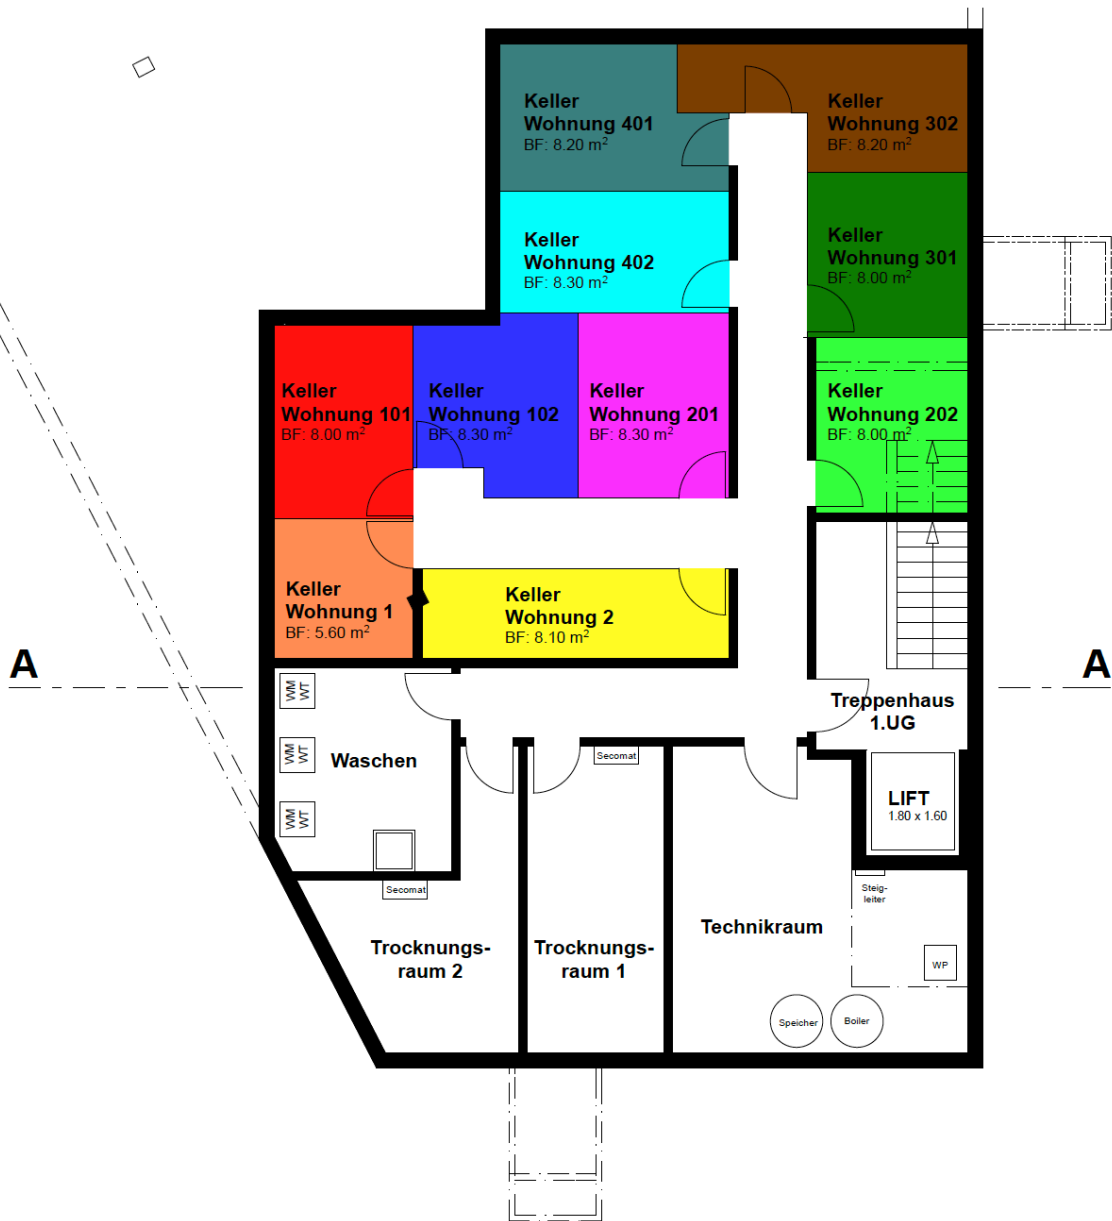 Keller
Wohnung 401
BF: 8.20 m²
Keller
Wohnung 302
BF: 8.20 m²
Keller
Wohnung 402
BF: 8.30 m²
Keller
Wohnung 301
BF: 8.00 m²
Keller
Wohnung 101
BF: 8.00 m²
Keller
Wohnung 102
BF: 8.30 m²
Keller
Wohnung 201
BF: 8.30 m²
Keller
Wohnung 202
BF: 8.00 m²
Keller
Wohnung 1
BF: 5.60 m²
Keller
Wohnung 2
BF: 8.10 m²
A
A
WM
WT
Treppenhaus
1.UG
WM
WT
Waschen
Secomat
LIFT
1.80 x 1.60
WM
WT
Secomat
Steig-
leiter
Trocknungs-
raum 2
Trocknungs-
raum 1
Technikraum
WP
Speicher
Boiler